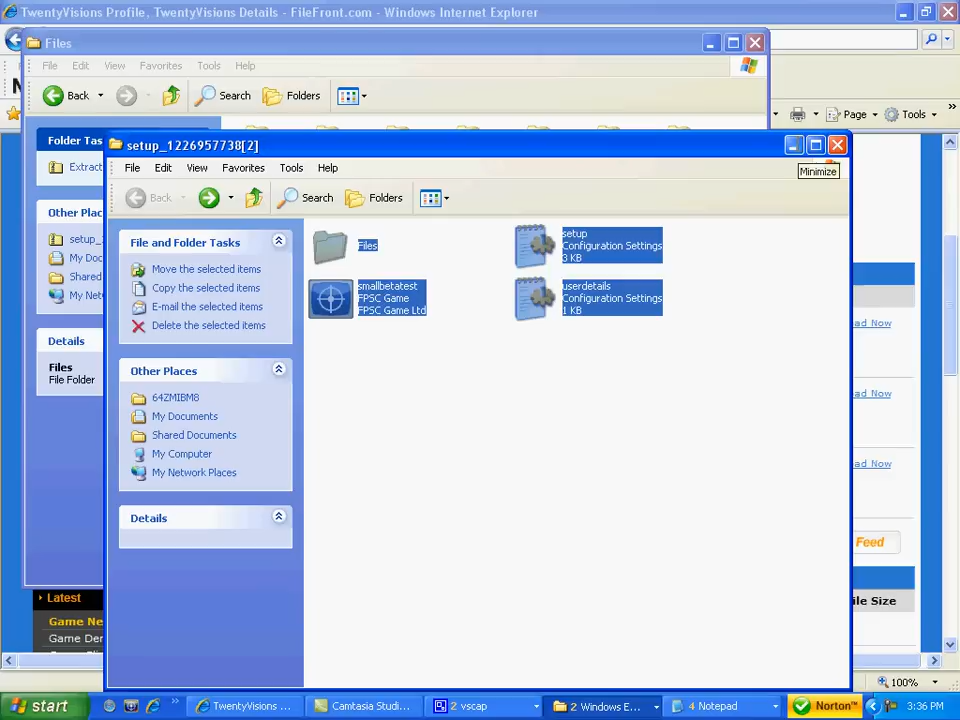 TwentyVisions Profile, TwentyVisions Details - FileFront.com - Windows Internet Explorer
Files
File Edit View Favorites Tools Help
Back Search Folders
Page Tools
Folder Tas
Extract
Other Plac
setup_
My Doc
Shared
My Net
Details
Files
File Folder
setup_1226957738[2]
Minimize
File Edit View Favorites Tools Help
Back Search Folders
File and Folder Tasks
Move the selected items
Copy the selected items
E-mail the selected items
Delete the selected items
Other Places
64ZMIBM8
My Documents
Shared Documents
My Computer
My Network Places
Details
Files
setup
Configuration Settings
3 KB
smallbetatest
FPSC Game
FPSC Game Ltd
userdetails
Configuration Settings
1 KB
ad Now
ad Now
ad Now
Feed
ile Size
Latest
Game Ne
Game Der
100%
start
TwentyVisions ...
Camtasia Studi...
2 vscap
2 Windows E...
4 Notepad
Norton™
3:36 PM